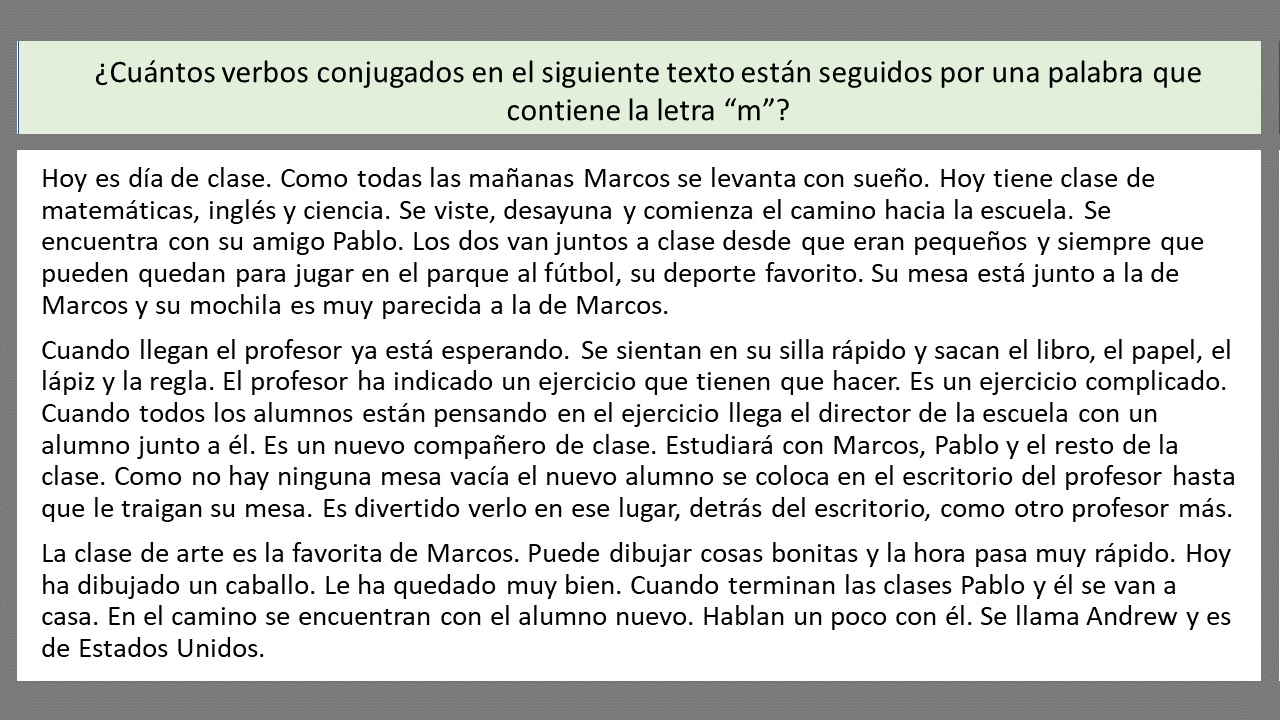 ¿Cuántos verbos conjugados en el siguiente texto están seguidos por una palabra que
contiene la letra “m”?
Hoy es día de clase. Como todas las mañanas Marcos se levanta con sueño. Hoy tiene clase de
matemáticas, inglés y ciencia. Se viste, desayuna y comienza el camino hacia la escuela. Se
encuentra con su amigo Pablo. Los dos van juntos a clase desde que eran pequeños y siempre que
pueden quedan para jugar en el parque al fútbol, su deporte favorito. Su mesa está junto a la de
Marcos y su mochila es muy parecida a la de Marcos.
Cuando llegan el profesor ya está esperando. Se sientan en su silla rápido y sacan el libro, el papel, el
lápiz y la regla. El profesor ha indicado un ejercicio que tienen que hacer. Es un ejercicio complicado.
Cuando todos los alumnos están pensando en el ejercicio llega el director de la escuela con un
alumno junto a él. Es un nuevo compañero de clase. Estudiará con Marcos, Pablo y el resto de la
clase. Como no hay ninguna mesa vacía el nuevo alumno se coloca en el escritorio del profesor hasta
que le traigan su mesa. Es divertido verlo en ese lugar, detrás del escritorio, como otro profesor más.
La clase de arte es la favorita de Marcos. Puede dibujar cosas bonitas y la hora pasa muy rápido. Hoy
ha dibujado un caballo. Le ha quedado muy bien. Cuando terminan las clases Pablo y él se van a
casa. En el camino se encuentran con el alumno nuevo. Hablan un poco con él. Se llama Andrew y es
de Estados Unidos.